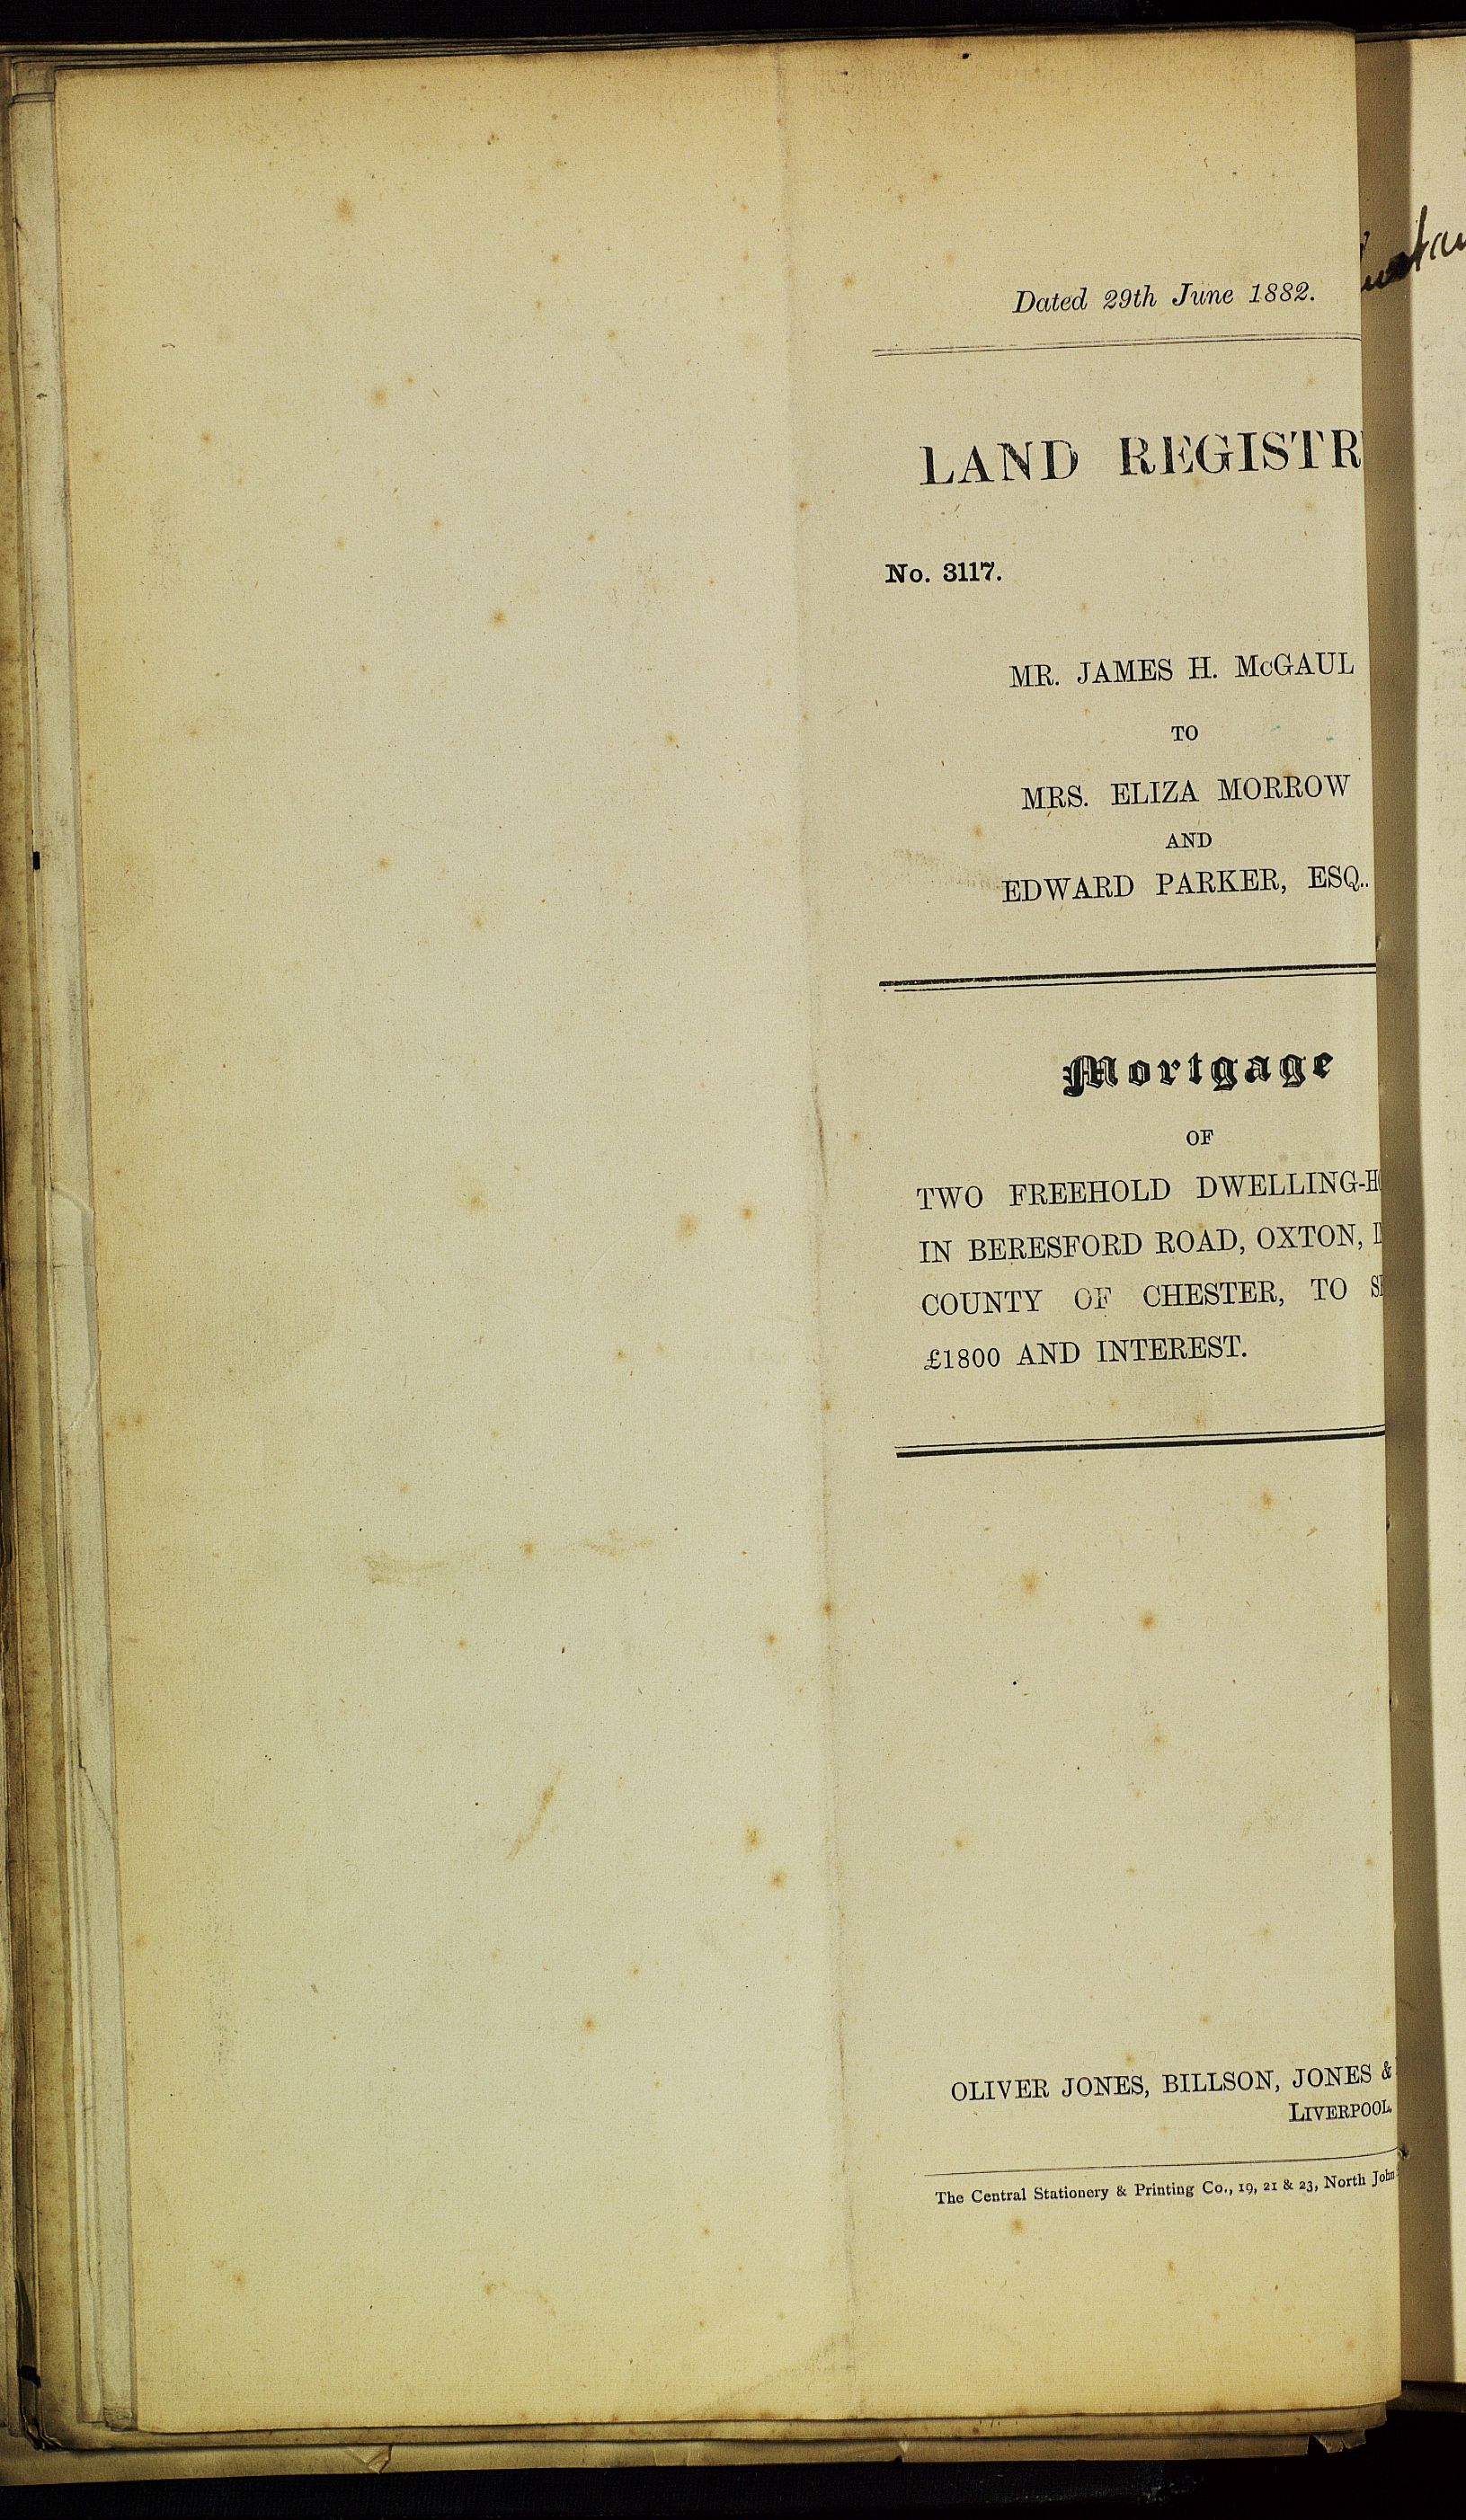 Dated 29th June 1882.
LAND REGISTR
No. 3117.
MR. JAMES H. McGAUL
TO
MRS. ELIZA MORROW
AND
EDWARD PARKER, ESQ..
Mortgage
OF
TWO FREEHOLD DWELLING-H
IN BERESFORD ROAD, OXTON, I
COUNTY OF CHESTER, TO S
£1800 AND INTEREST.
OLIVER JONES, BILLSON, JONES &
LIVERPOOL
The Central Stationery & Printing Co., 19, 21 & 23, North John